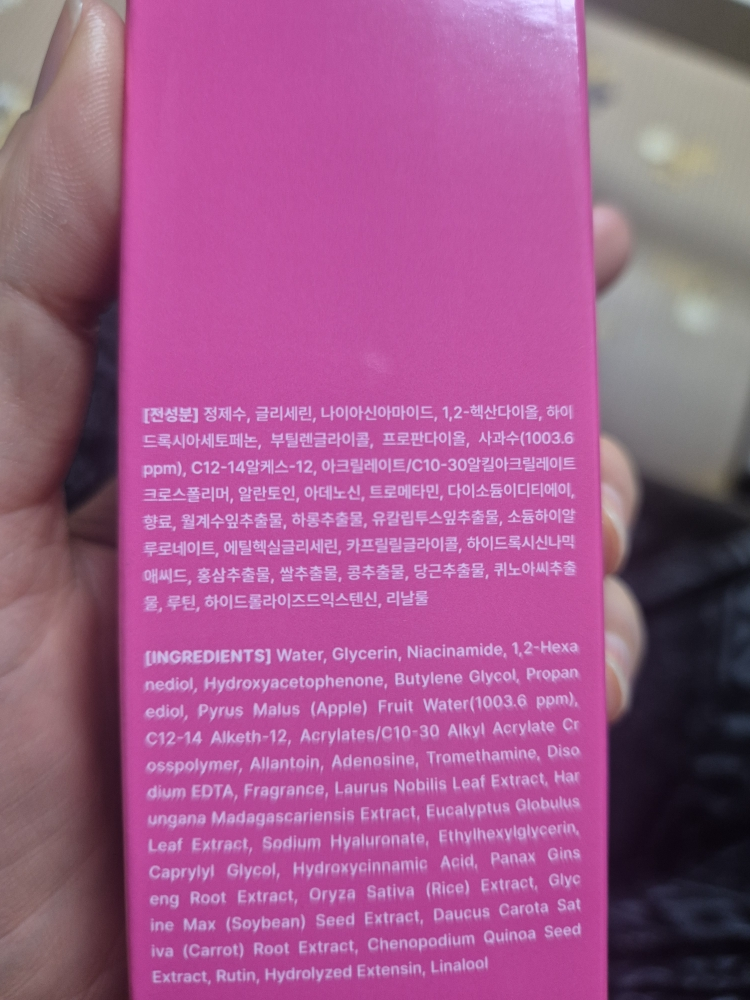 [전성분] 정제수, 글리세린, 나이아신아마이드, 1,2-헥산다이올, 하이
드록시아세토페논, 부틸렌글라이콜, 프로판다이올, 사과수(1003.6
ppm), C12-14알케스-12, 아크릴레이트/C10-30알킬아크릴레이트
크로스폴리머, 알란토인, 아데노신, 트로메타민, 다이소듐이디티에이,
향료, 월계수잎추출물, 하롱추출물, 유칼립투스잎추출물, 소듐하이알
루로네이트, 에틸헥실글리세린, 카프릴릴글라이콜, 하이드록시신나믹
애씨드, 홍삼추출물, 쌀추출물, 콩추출물, 당근추출물, 퀴노아씨추출
물, 루틴, 하이드롤라이즈드익스텐신, 리날룰
[INGREDIENTS] Water, Glycerin, Niacinamide, 1,2-Hexa
nediol, Hydroxyacetophenone, Butylene Glycol, Propan
ediol, Pyrus Malus (Apple) Fruit Water(1003.6 ppm),
C12-14 Alketh-12, Acrylates/C10-30 Alkyl Acrylate Cr
osspolymer, Allantoin, Adenosine, Tromethamine, Diso
dium EDTA, Fragrance, Laurus Nobilis Leaf Extract, Har
ungana Madagascariensis Extract, Eucalyptus Globulus
Leaf Extract, Sodium Hyaluronate, Ethylhexylglycerin,
Caprylyl Glycol, Hydroxycinnamic Acid, Panax Gins
eng Root Extract, Oryza Sativa (Rice) Extract, Glyc
ine Max (Soybean) Seed Extract, Daucus Carota Sat
iva (Carrot) Root Extract, Chenopodium Quinoa Seed
Extract, Rutin, Hydrolyzed Extensin, Linalool